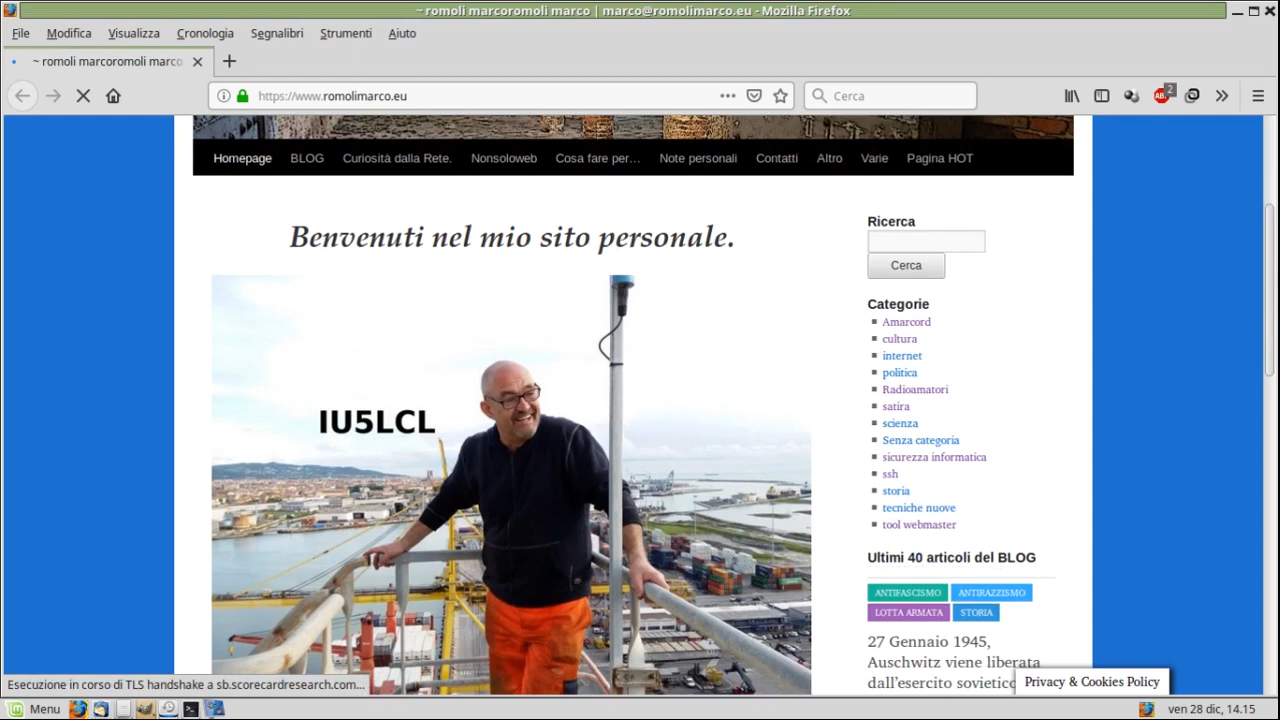 ~ romoli marcoromoli marco | marco@romolimarco.eu - Mozilla Firefox
File Modifica Visualizza Cronologia Segnalibri Strumenti Aiuto
~ romoli marcoromoli marco
https://www.romolimarco.eu
Cerca
2
Homepage BLOG Curiosità dalla Rete. Nonsoloweb Cosa fare per... Note personali Contatti Altro Varie Pagina HOT
Benvenuti nel mio sito personale.
IU5LCL
Ricerca
Cerca
Categorie
Amarcord
cultura
internet
politica
Radioamatori
satira
scienza
Senza categoria
sicurezza informatica
ssh
storia
tecniche nuove
tool webmaster
Ultimi 40 articoli del BLOG
ANTIFASCISMO ANTIRAZZISMO
LOTTA ARMATA STORIA
27 Gennaio 1945,
Auschwitz viene liberata
dall'esercito sovietico
Privacy & Cookies Policy
Esecuzione in corso di TLS handshake a sb.scorecardresearch.com...
Menu
ven 28 dic, 14.15